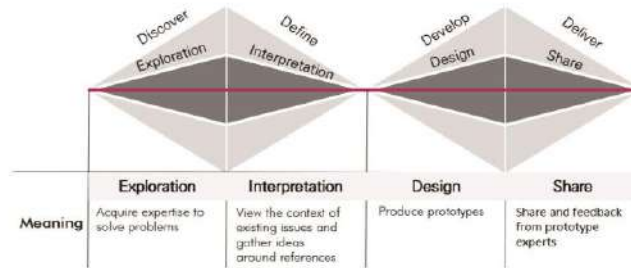 Discover
Define
Develop
Deliver
Exploration
Interpretation
Design
Share
Exploration
Interpretation
Design
Share
Meaning
Acquire expertise to
solve problems
View the context of
existing issues and
gather ideas
around references
Produce prototypes
Share and feedback
from prototype
experts